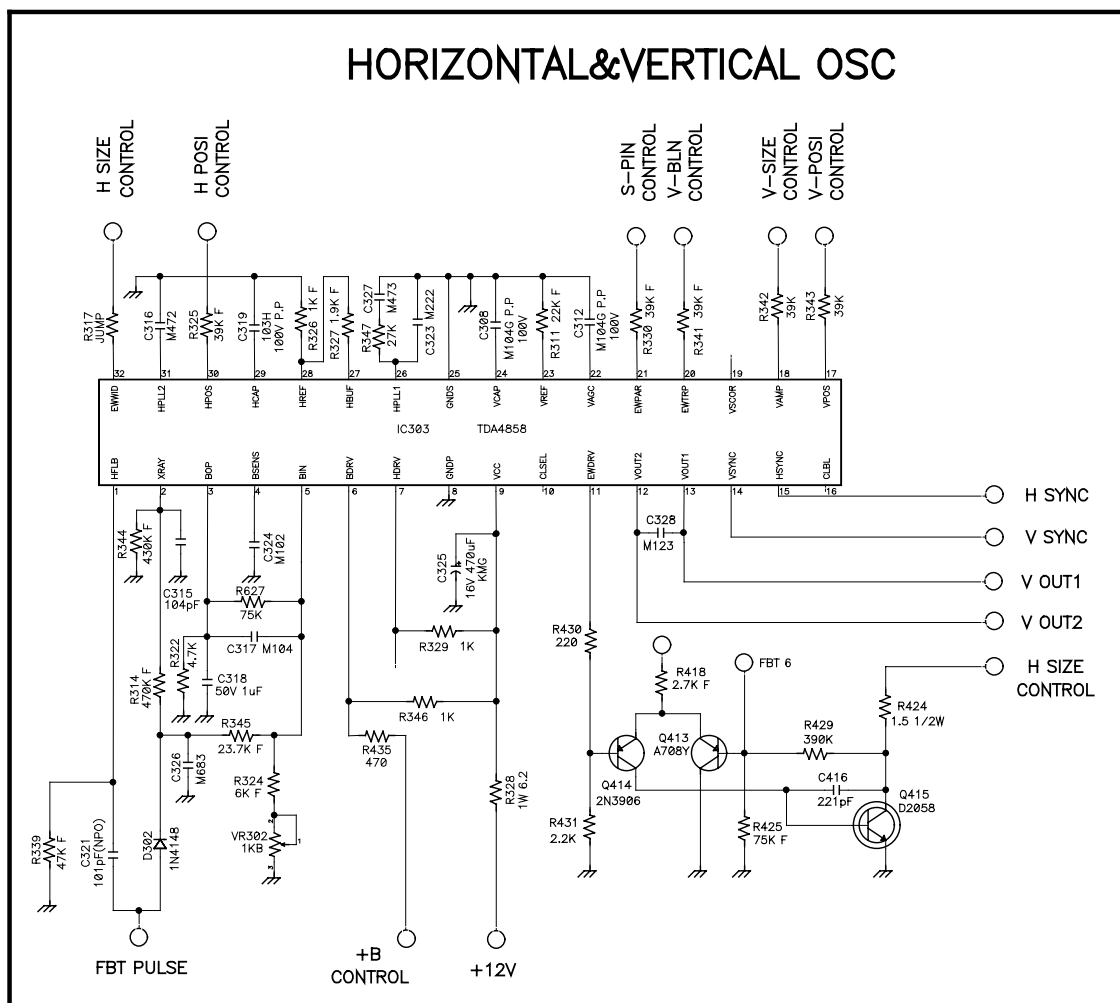 HORIZONTAL&VERTICAL OSC
H SIZE
CONTROL
H POSI
CONTROL
S-PIN
CONTROL
V-BLN
CONTROL
V-SIZE
CONTROL
V-POSI
CONTROL
R317
JUMP
C316
M472
R325
39K F
C319
103H
100V P.P
R326 1K F
R327 1.9K F
C327
M473
R347
27K
C323 M222
C308
M104G P.P
100V
R311 22K F
C312
M104G P.P
100V
R330 39K F
R341 39K F
R342
39K
R343
39K
32
31
30
29
28
27
26
25
24
23
22
21
20
19
18
17
EWWID
HPLL2
HPOS
HCAP
HREF
HBUF
HPLL1
GNDS
VCAP
VREF
VAGC
EWPAR
EWTRP
VSCOR
VAMP
VPOS
IC303 TDA4858
HFLB
XRAY
BOP
BSENS
BIN
BDRV
HDRV
GNDP
VCC
CLSEL
EWDRV
VOUT2
VOUT1
VSYNC
HSYNC
CLBL
1
2
3
4
5
6
7
8
9
10
11
12
13
14
15
16
H SYNC
V SYNC
V OUT1
V OUT2
H SIZE
CONTROL
R344
430K F
C315
104pF
C324
M102
R627
75K
C317 M104
R322
4.7K
C318
50V 1uF
R314
470K F
C326
M683
R345
23.7K F
R324
6K F
VR302
1KB
2
1
3
R339
47K F
C321
101pF(NPO)
D302
1N4148
FBT PULSE
C325
16V 470uF
KMG
R329 1K
R346 1K
R435
470
R328
1W 6.2
+B
CONTROL
+12V
C328
M123
R430
220
R418
2.7K F
FBT 6
Q413
A708Y
Q414
2N3906
R431
2.2K
R425
75K F
R429
390K
C416
221pF
R424
1.5 1/2W
Q415
D2058